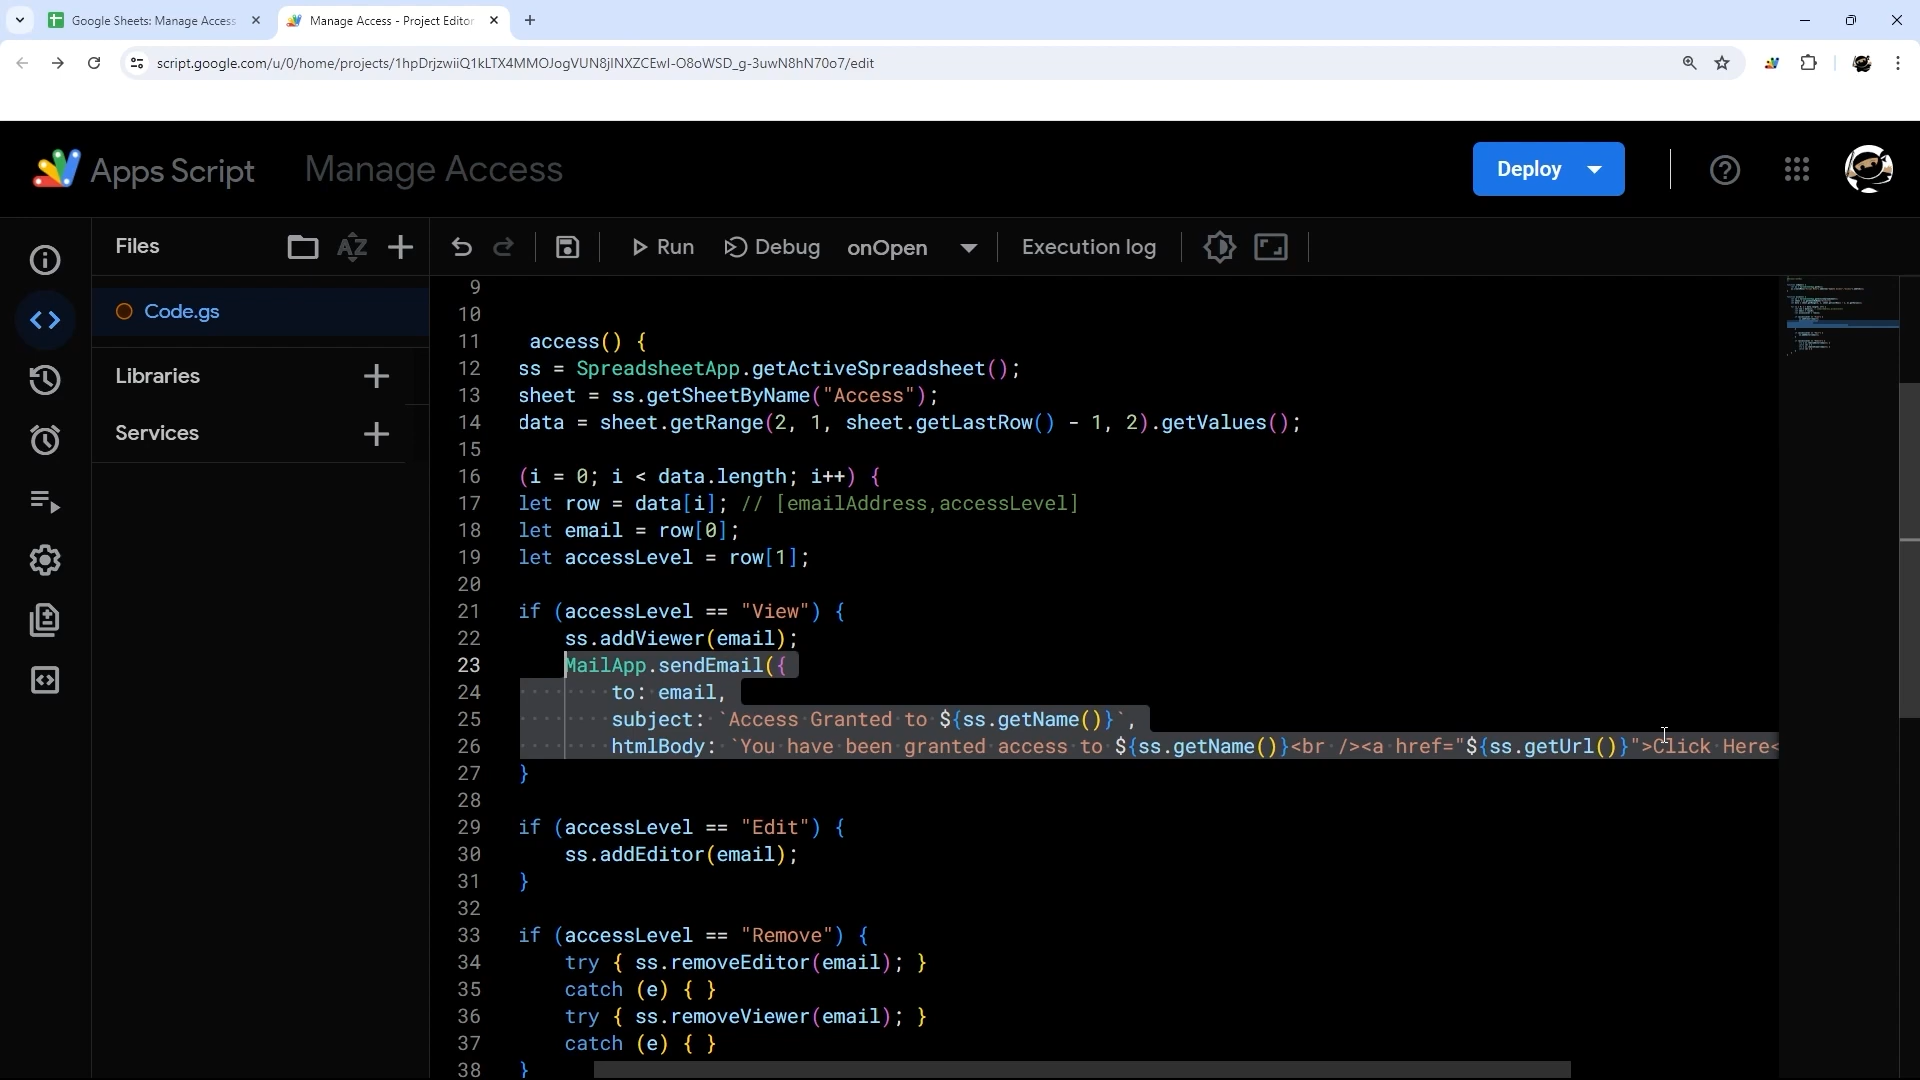 Google Sheets: Manage Access
Manage Access - Project Editor
script.google.com/u/0/home/projects/1hpDrjzwiiQ1kLTX4MMOJogVUN8jlNXZCEwI-O8oWSD_g-3uwN8hN70o7/edit
Apps Script
Manage Access
Deploy
Files
AZ
Run
Debug
onOpen
Execution log
Code.gs
Libraries
Services
9
10
11 access() {
12 ss = SpreadsheetApp.getActiveSpreadsheet();
13 sheet = ss.getSheetByName("Access");
14 data = sheet.getRange(2, 1, sheet.getLastRow() - 1, 2).getValues();
15
16 (i = 0; i < data.length; i++) {
17 let row = data[i]; // [emailAddress,accessLevel]
18 let email = row[0];
19 let accessLevel = row[1];
20
21 if (accessLevel == "View") {
22 ss.addViewer(email);
23 MailApp.sendEmail({
24 to: email,
25 subject: `Access Granted to ${ss.getName()}`,
26 htmlBody: `You have been granted access to ${ss.getName()}<br /><a href="${ss.getUrl()}">Click Here<
27 }
28
29 if (accessLevel == "Edit") {
30 ss.addEditor(email);
31 }
32
33 if (accessLevel == "Remove") {
34 try { ss.removeEditor(email); }
35 catch (e) { }
36 try { ss.removeViewer(email); }
37 catch (e) { }
38 }